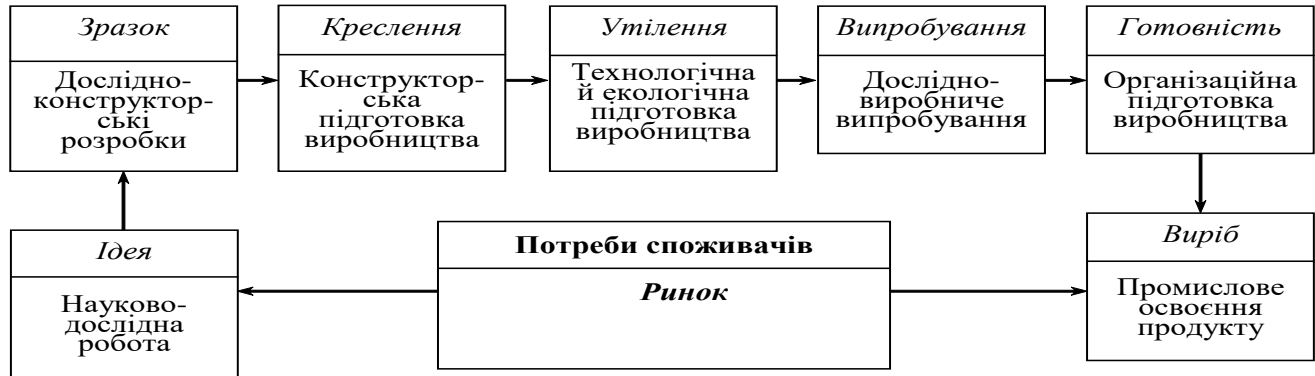 Зразок
Дослідно-
конструктор-
ські
розробки
Креслення
Конструктор-
ська
підготовка
виробництва
Утілення
Технологічна
й екологічна
підготовка
виробництва
Випробування
Дослідно-
виробниче
випробування
Готовність
Організаційна
підготовка
виробництва
Ідея
Науково-
дослідна
робота
Потреби споживачів
Ринок
Виріб
Промислове
освоєння
продукту